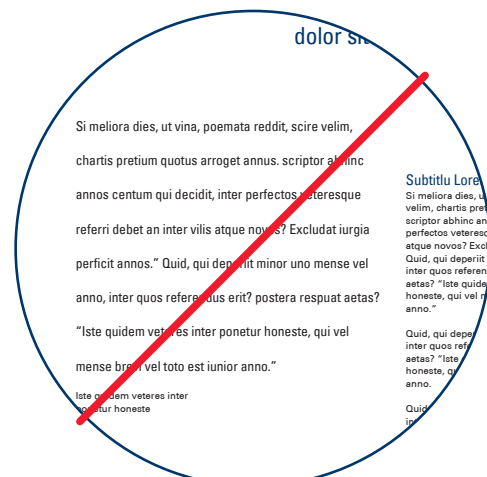 dolor
Si meliora dies, ut vina, poemata reddit, scire velim,
chartis pretium quotus arroget annus. scriptor abhinc
annos centum qui decidit, inter perfectos veteresque
referri debet an inter vilis atque novos? Excludat iurgia
perficit annos.” Quid, qui deperiit minor uno mense vel
anno, inter quos referendus erit? postera respuat aetas?
“Iste quidem veteres inter ponetur honeste, qui vel
mense brevi vel toto est iunior anno.”
Iste quidem veteres inter
ponetur honeste
Subtitlu Lore
Si meliora dies, u
velim, chartis pret
scriptor abhinc an
perfectos veteresq
atque novos? Excl
Quid, qui deperiit
inter quos referen
aetas? “Iste quide
honeste, qui vel m
anno.”
Quid, qui depe
inter quos refe
aetas? “Iste
honeste, q
anno.
Quid